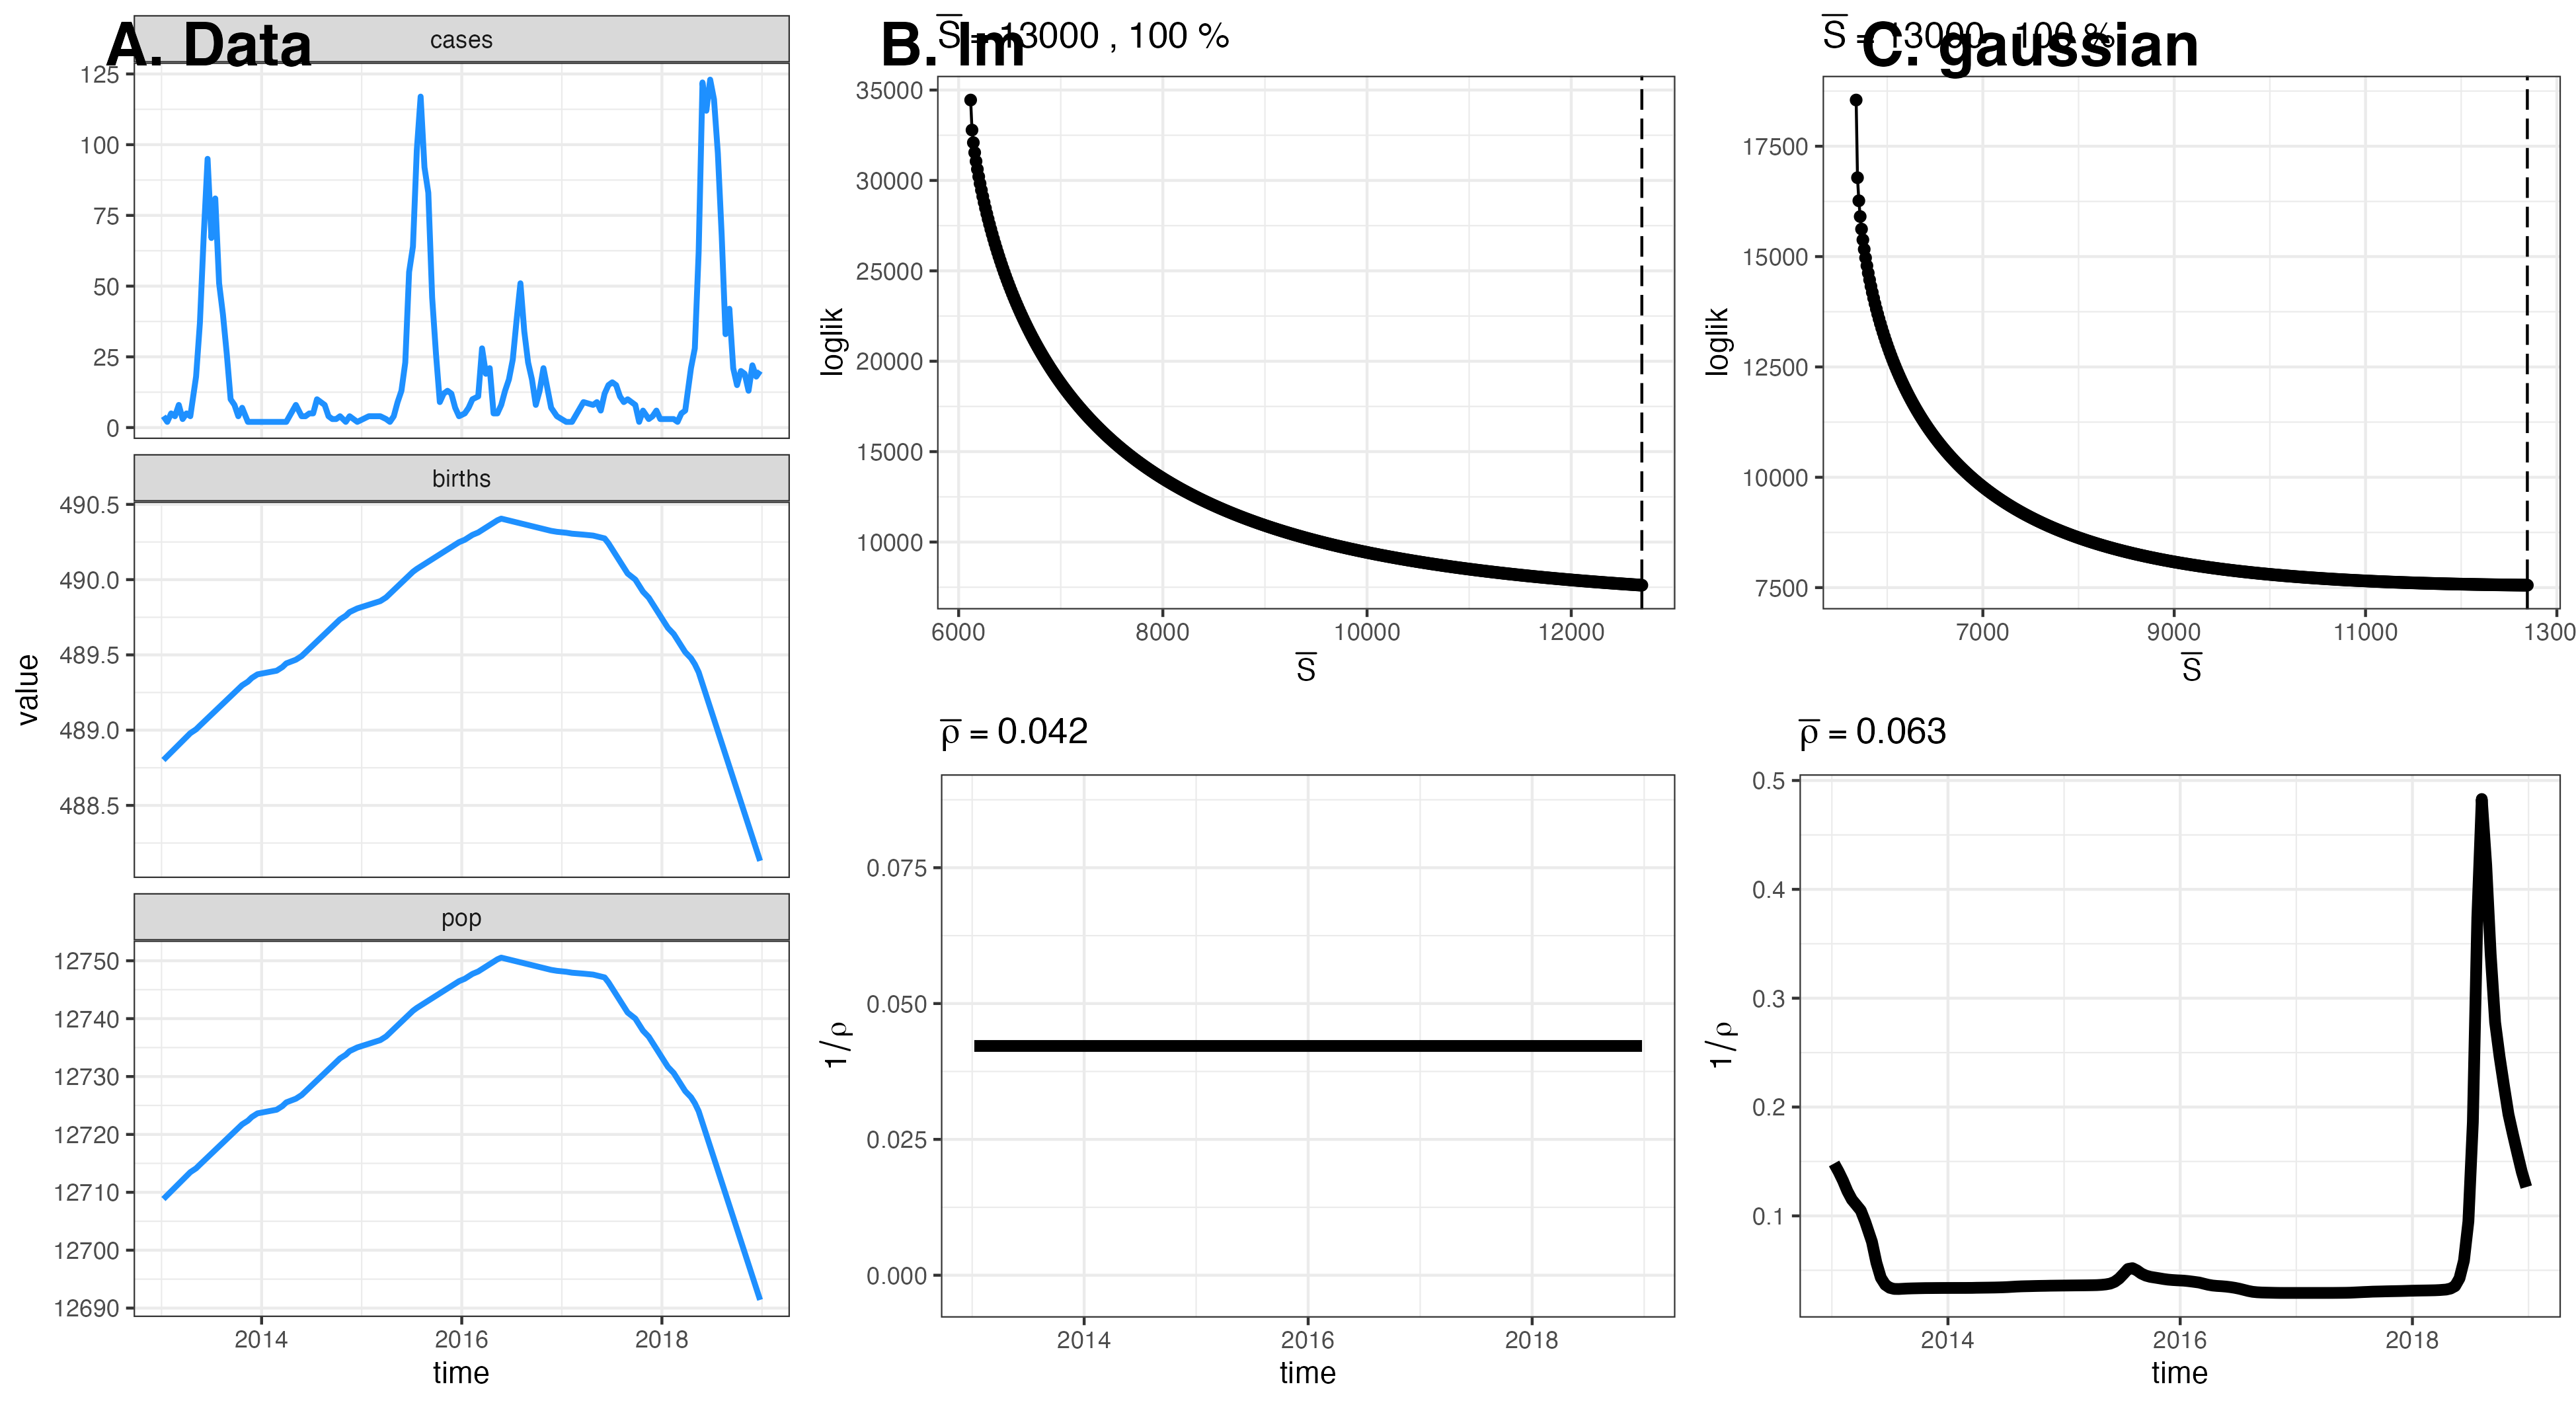 A. Data
cases
125
100
75
50
25
0
births
490.5
490.0
489.5
489.0
488.5
pop
12750
12740
12730
12720
12710
12700
12690
value
2014 2016 2018
time
B. lm
S̅ = 13000 , 100 %
35000
30000
25000
20000
15000
10000
loglik
6000 8000 10000 12000
S̅
ρ̅ = 0.042
0.075
0.050
0.025
0.000
1/ρ
2014 2016 2018
time
C. gaussian
S̅ = 13000 , 100 %
17500
15000
12500
10000
7500
loglik
7000 9000 11000 1300
S̅
ρ̅ = 0.063
0.5
0.4
0.3
0.2
0.1
1/ρ
2014 2016 2018
time